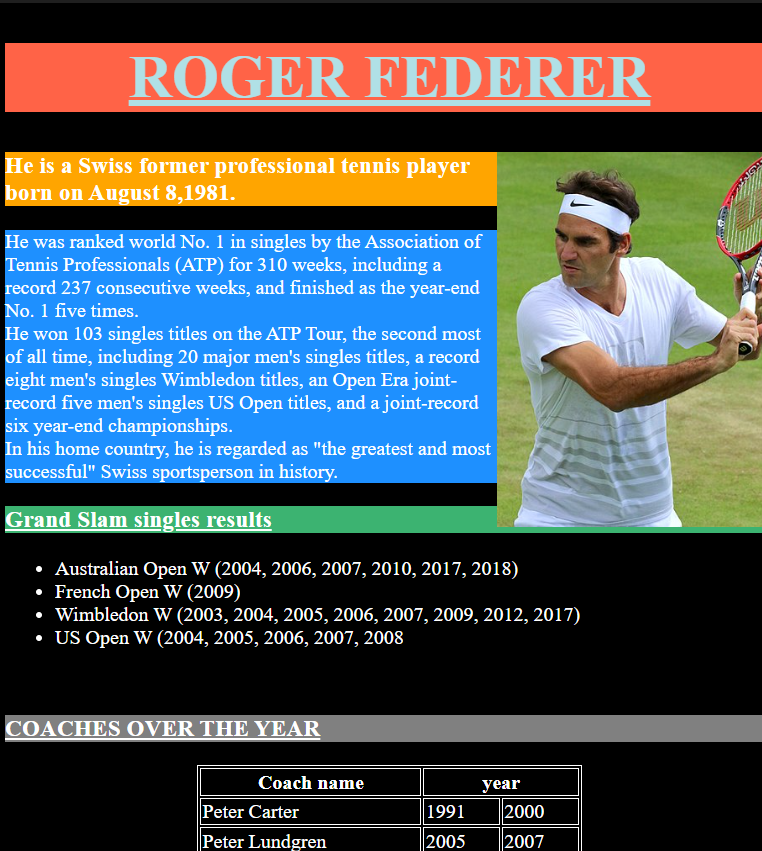 ROGER FEDERER
He is a Swiss former professional tennis player
born on August 8,1981.
He was ranked world No. 1 in singles by the Association of
Tennis Professionals (ATP) for 310 weeks, including a
record 237 consecutive weeks, and finished as the year-end
No. 1 five times.
He won 103 singles titles on the ATP Tour, the second most
of all time, including 20 major men's singles titles, a record
eight men's singles Wimbledon titles, an Open Era joint-
record five men's singles US Open titles, and a joint-record
six year-end championships.
In his home country, he is regarded as "the greatest and most
successful" Swiss sportsperson in history.
Grand Slam singles results
• Australian Open W (2004, 2006, 2007, 2010, 2017, 2018)
• French Open W (2009)
• Wimbledon W (2003, 2004, 2005, 2006, 2007, 2009, 2012, 2017)
• US Open W (2004, 2005, 2006, 2007, 2008
COACHES OVER THE YEAR
Coach name year
Peter Carter 1991 2000
Peter Lundgren 2005 2007